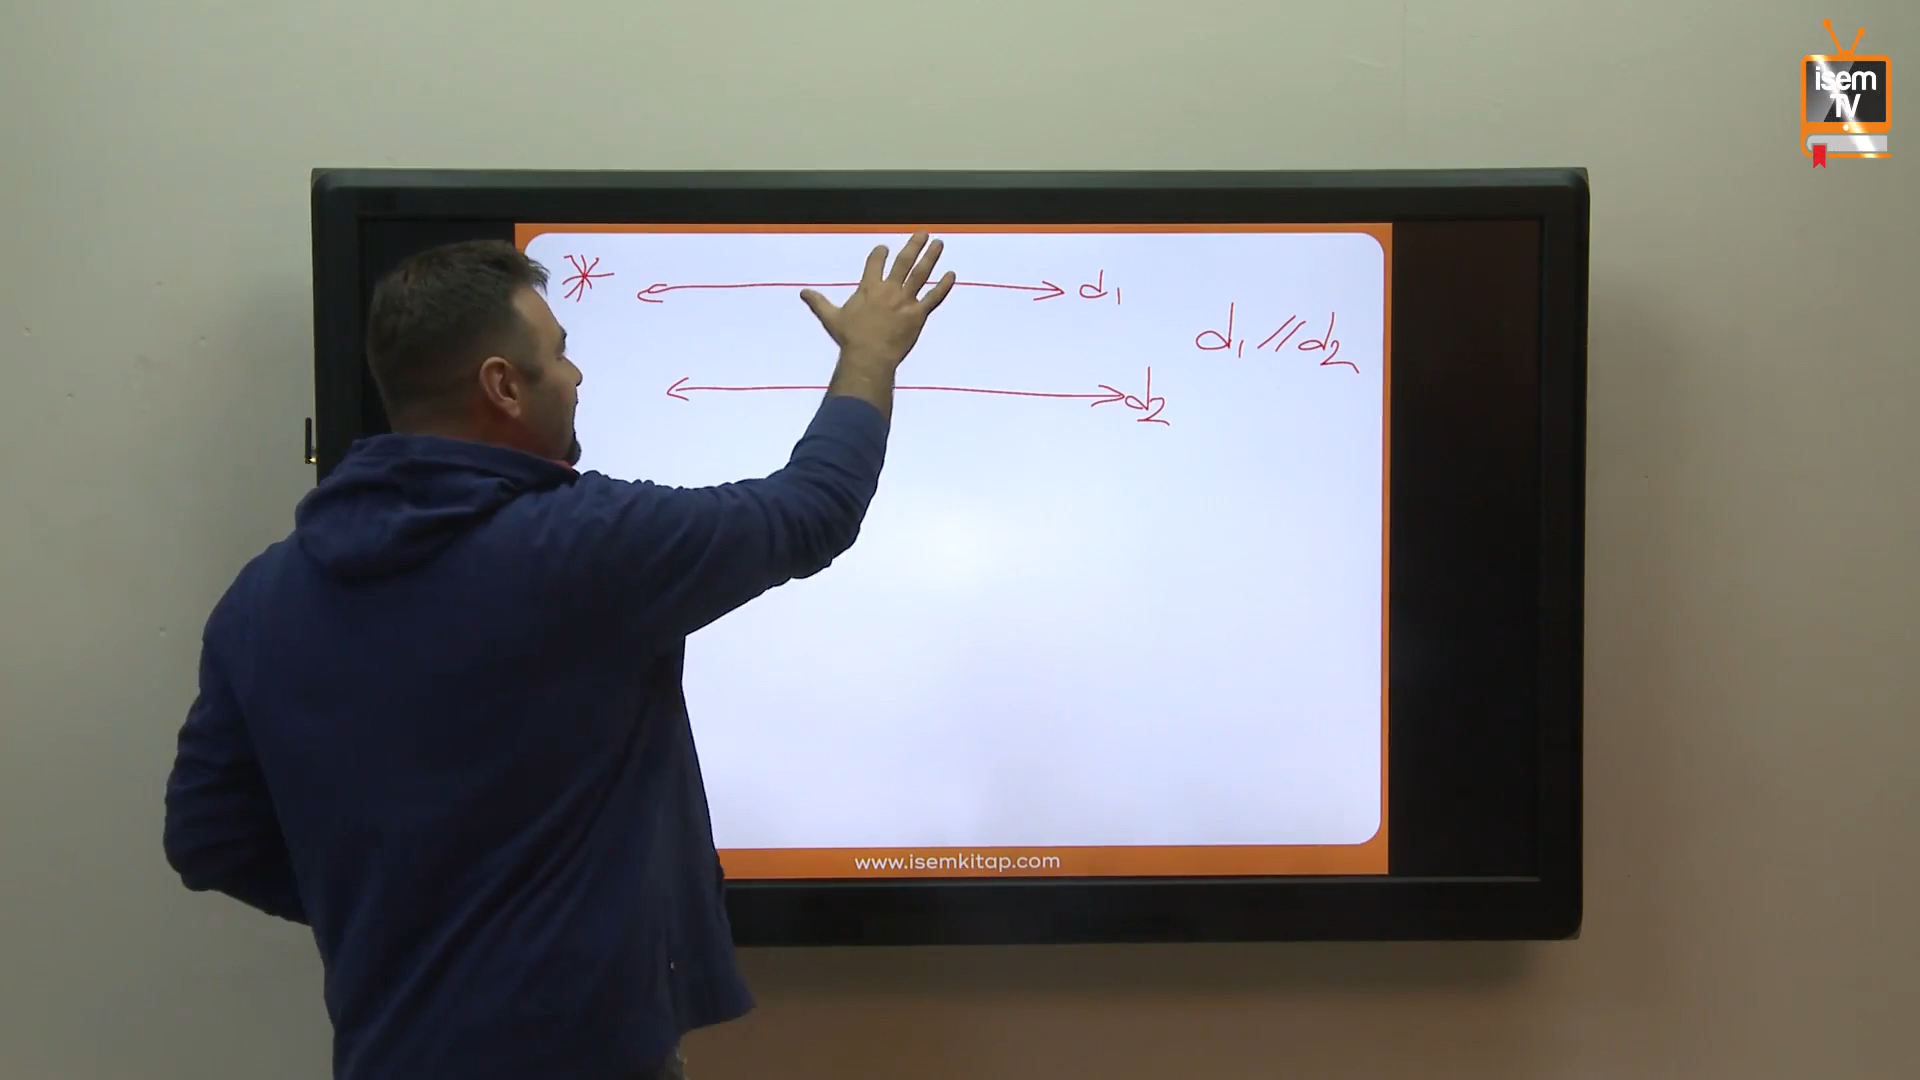 isem
TV
* d₁
d₁ // d₂
d₂
www.isemkitap.com